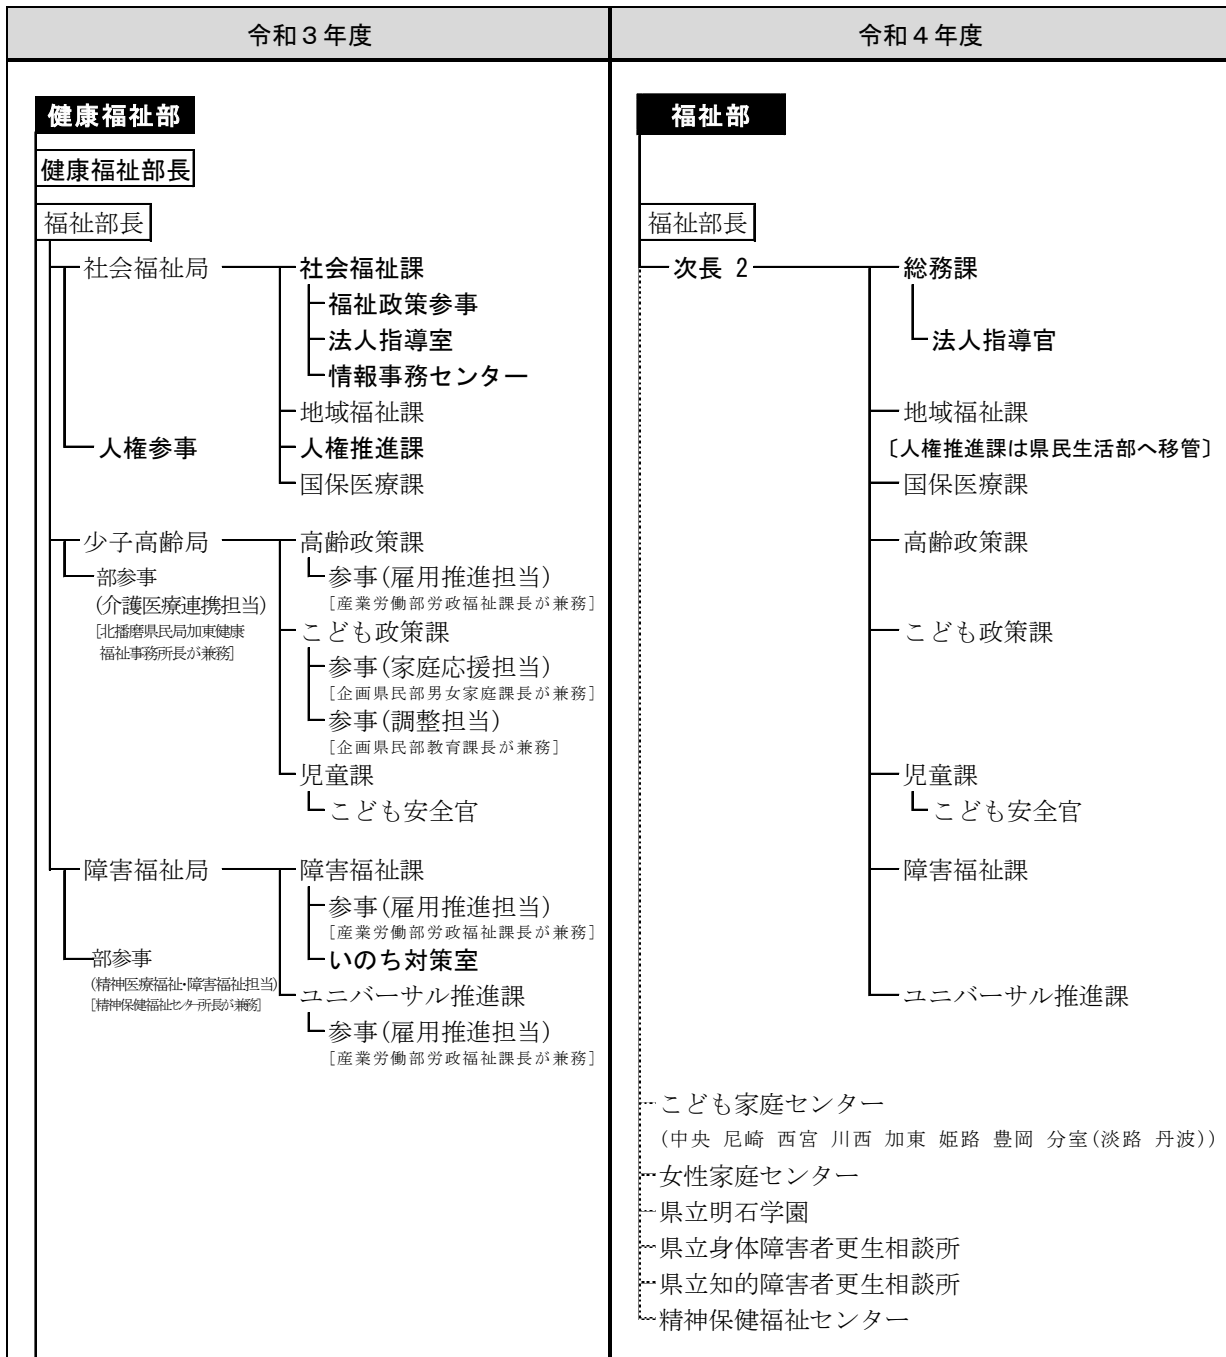 令和３年度
令和４年度
健康福祉部
健康福祉部長
福祉部長
社会福祉局
社会福祉課
福祉政策参事
法人指導室
情報事務センター
地域福祉課
人権参事
人権推進課
国保医療課
少子高齢局
高齢政策課
部参事
参事(雇用推進担当)
(介護医療連携担当)
[産業労働部労政福祉課長が兼務]
[北播磨県民局加東健康
福祉事務所長が兼務]
こども政策課
参事(家庭応援担当)
[企画県民部男女家庭課長が兼務]
参事(調整担当)
[企画県民部教育課長が兼務]
児童課
こども安全官
障害福祉局
障害福祉課
参事(雇用推進担当)
[産業労働部労政福祉課長が兼務]
部参事
いのち対策室
(精神医療福祉・障害福祉担当)
[精神保健福祉センター所長が兼務]
ユニバーサル推進課
参事(雇用推進担当)
[産業労働部労政福祉課長が兼務]
福祉部
福祉部長
次長 2
総務課
法人指導官
地域福祉課
〔人権推進課は県民生活部へ移管〕
国保医療課
高齢政策課
こども政策課
児童課
こども安全官
障害福祉課
ユニバーサル推進課
こども家庭センター
(中央 尼崎 西宮 川西 加東 姫路 豊岡 分室(淡路 丹波))
女性家庭センター
県立明石学園
県立身体障害者更生相談所
県立知的障害者更生相談所
精神保健福祉センター